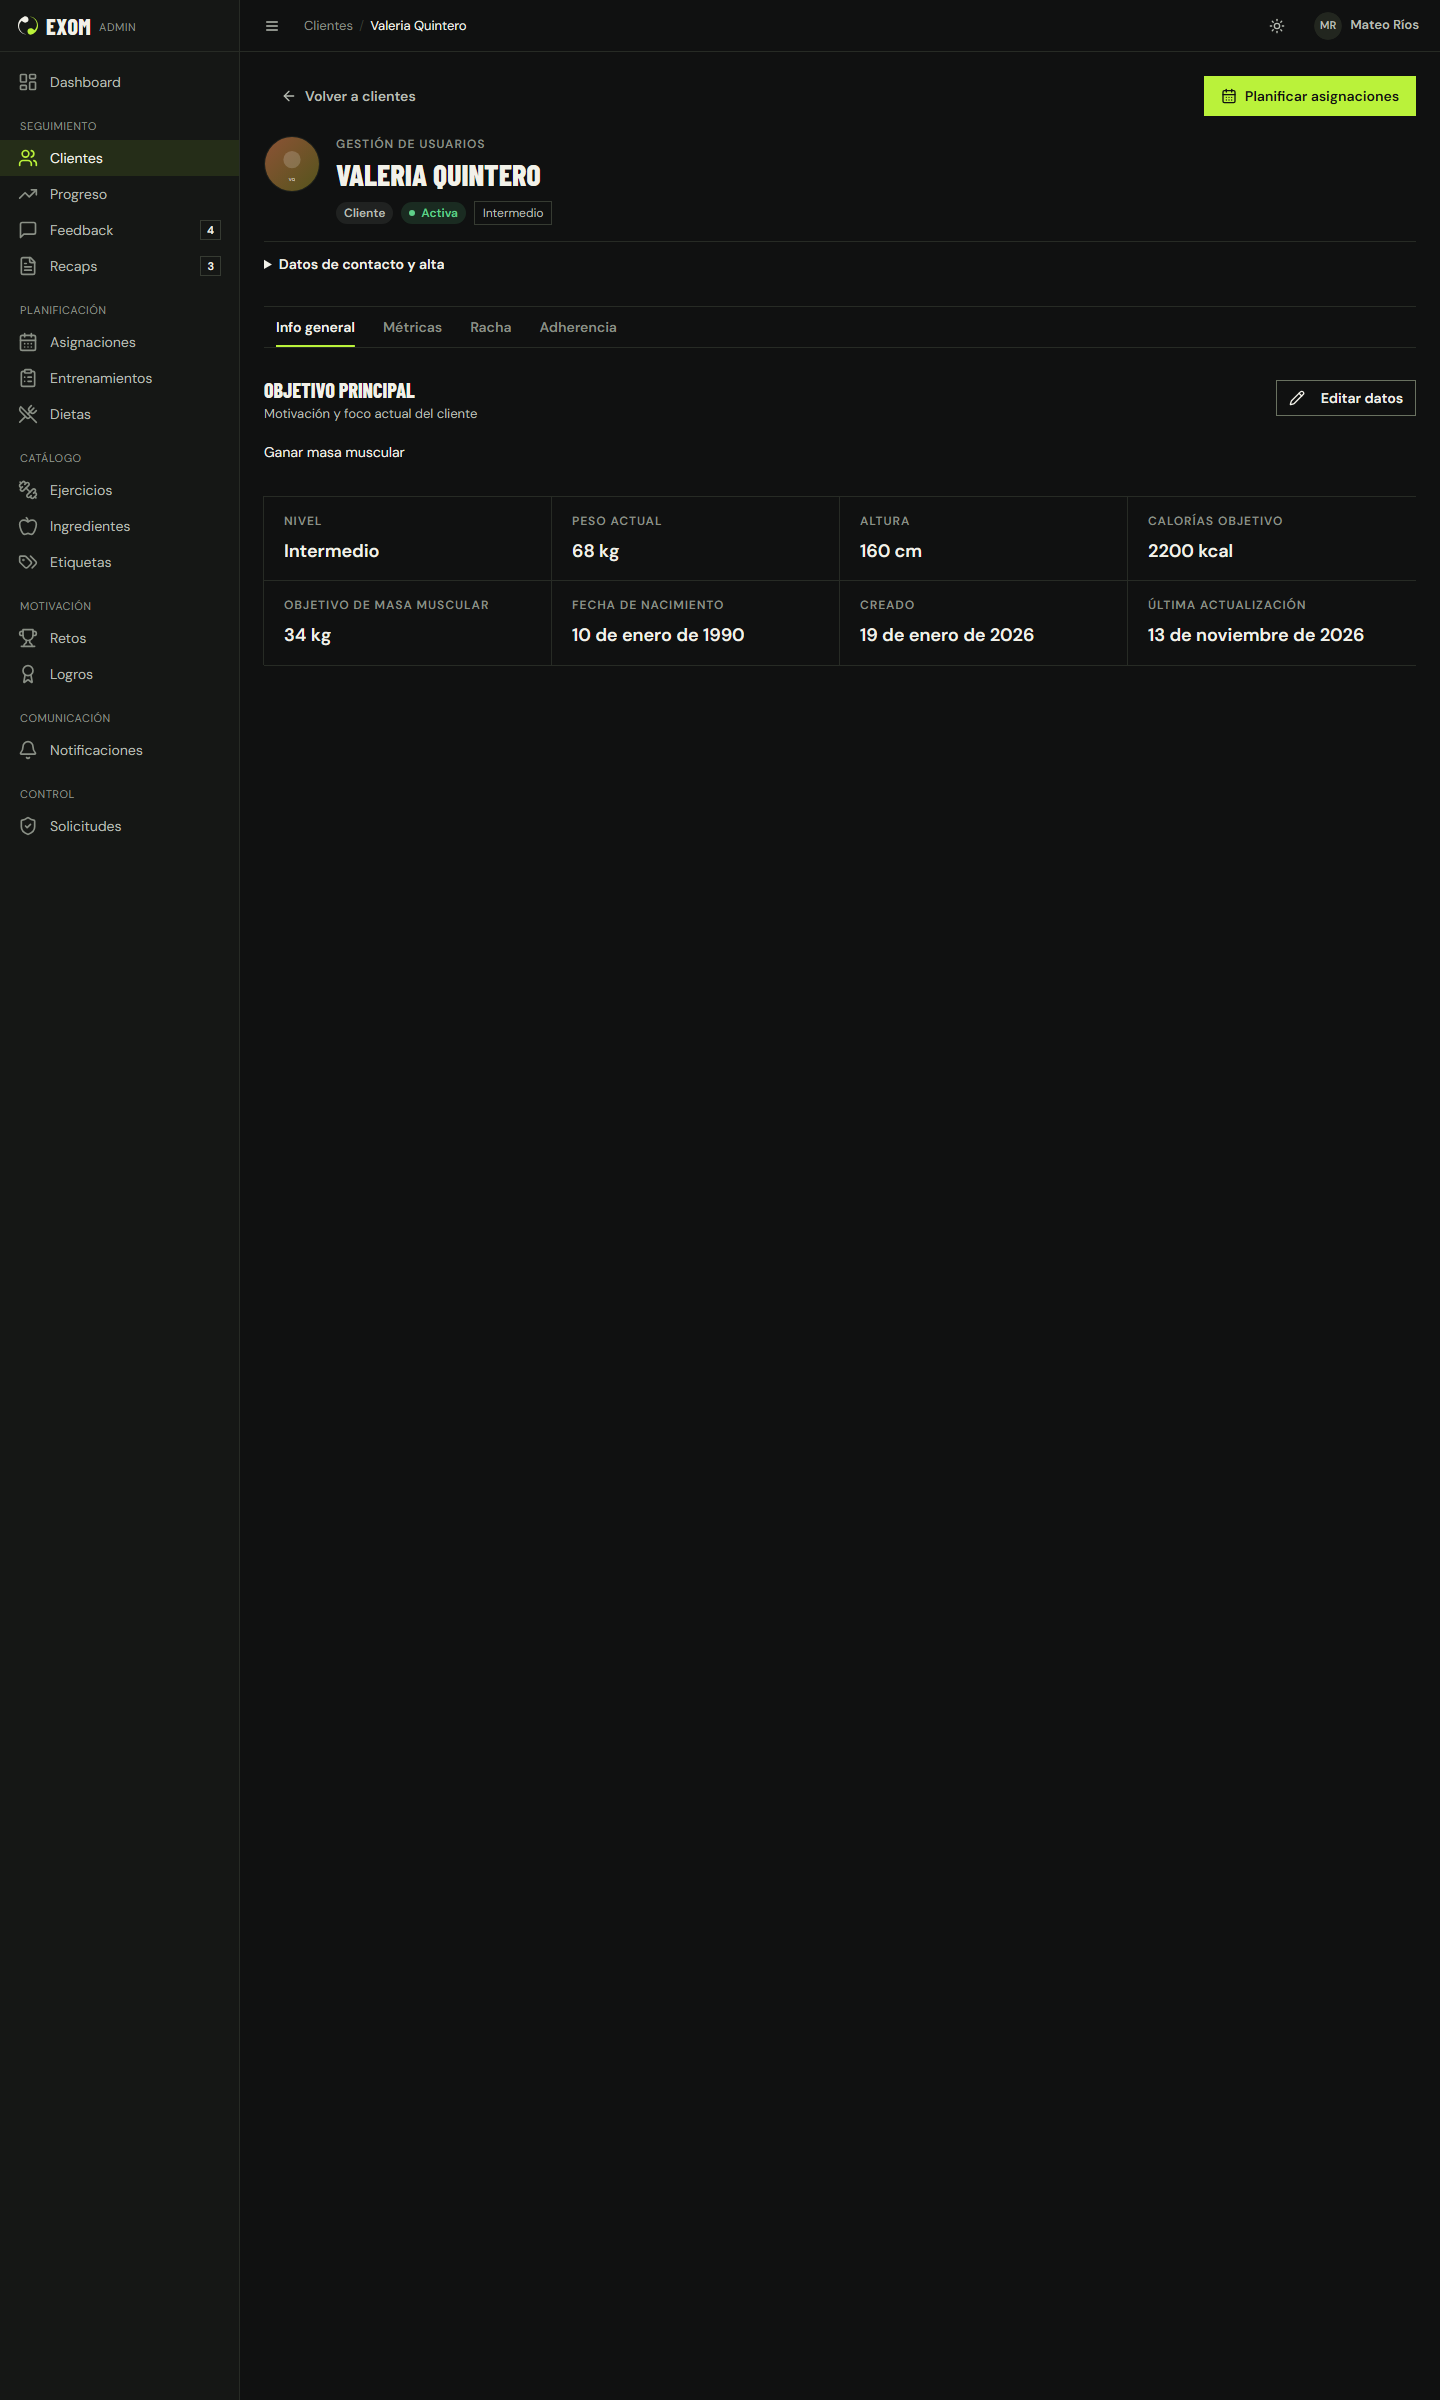 EXOM ADMIN
Clientes / Valeria Quintero
MR Mateo Ríos
Dashboard
SEGUIMIENTO
Clientes
Progreso
Feedback 4
Recaps 3
PLANIFICACIÓN
Asignaciones
Entrenamientos
Dietas
CATÁLOGO
Ejercicios
Ingredientes
Etiquetas
MOTIVACIÓN
Retos
Logros
COMUNICACIÓN
Notificaciones
CONTROL
Solicitudes
Volver a clientes
Planificar asignaciones
VQ
GESTIÓN DE USUARIOS
VALERIA QUINTERO
Cliente Activa Intermedio
Datos de contacto y alta
Info general Métricas Racha Adherencia
OBJETIVO PRINCIPAL
Motivación y foco actual del cliente
Editar datos
Ganar masa muscular
NIVEL
Intermedio
PESO ACTUAL
68 kg
ALTURA
160 cm
CALORÍAS OBJETIVO
2200 kcal
OBJETIVO DE MASA MUSCULAR
34 kg
FECHA DE NACIMIENTO
10 de enero de 1990
CREADO
19 de enero de 2026
ÚLTIMA ACTUALIZACIÓN
13 de noviembre de 2026